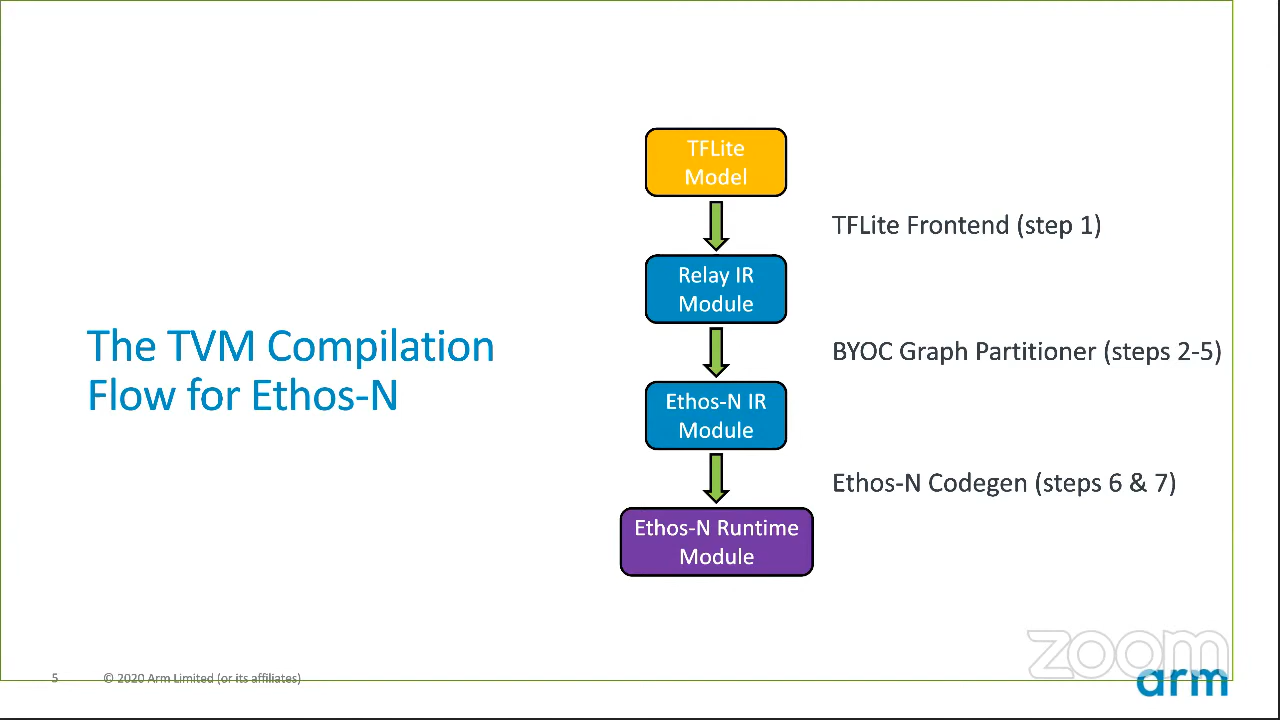 TFLite
Model
TFLite Frontend (step 1)
Relay IR
Module
The TVM Compilation
Flow for Ethos-N
BYOC Graph Partitioner (steps 2-5)
Ethos-N IR
Module
Ethos-N Codegen (steps 6 & 7)
Ethos-N Runtime
Module
zoom
5
© 2020 Arm Limited (or its affiliates)
arm